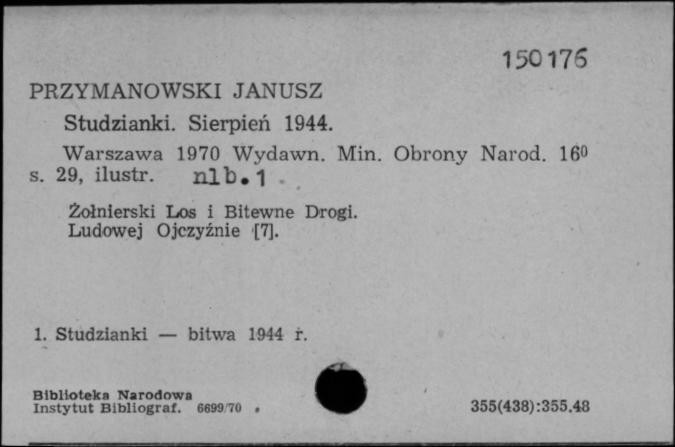 150176
PRZYMANOWSKI JANUSZ
Studzianki. Sierpień 1944.
Warszawa 1970 Wydawn. Min. Obrony Narod. 16⁰
s. 29, ilustr. nlb.1
Żołnierski Los i Bitewne Drogi.
Ludowej Ojczyźnie [7].
1. Studzianki — bitwa 1944 r.
Biblioteka Narodowa
Instytut Bibliograf. 6699/70
355(438):355.48